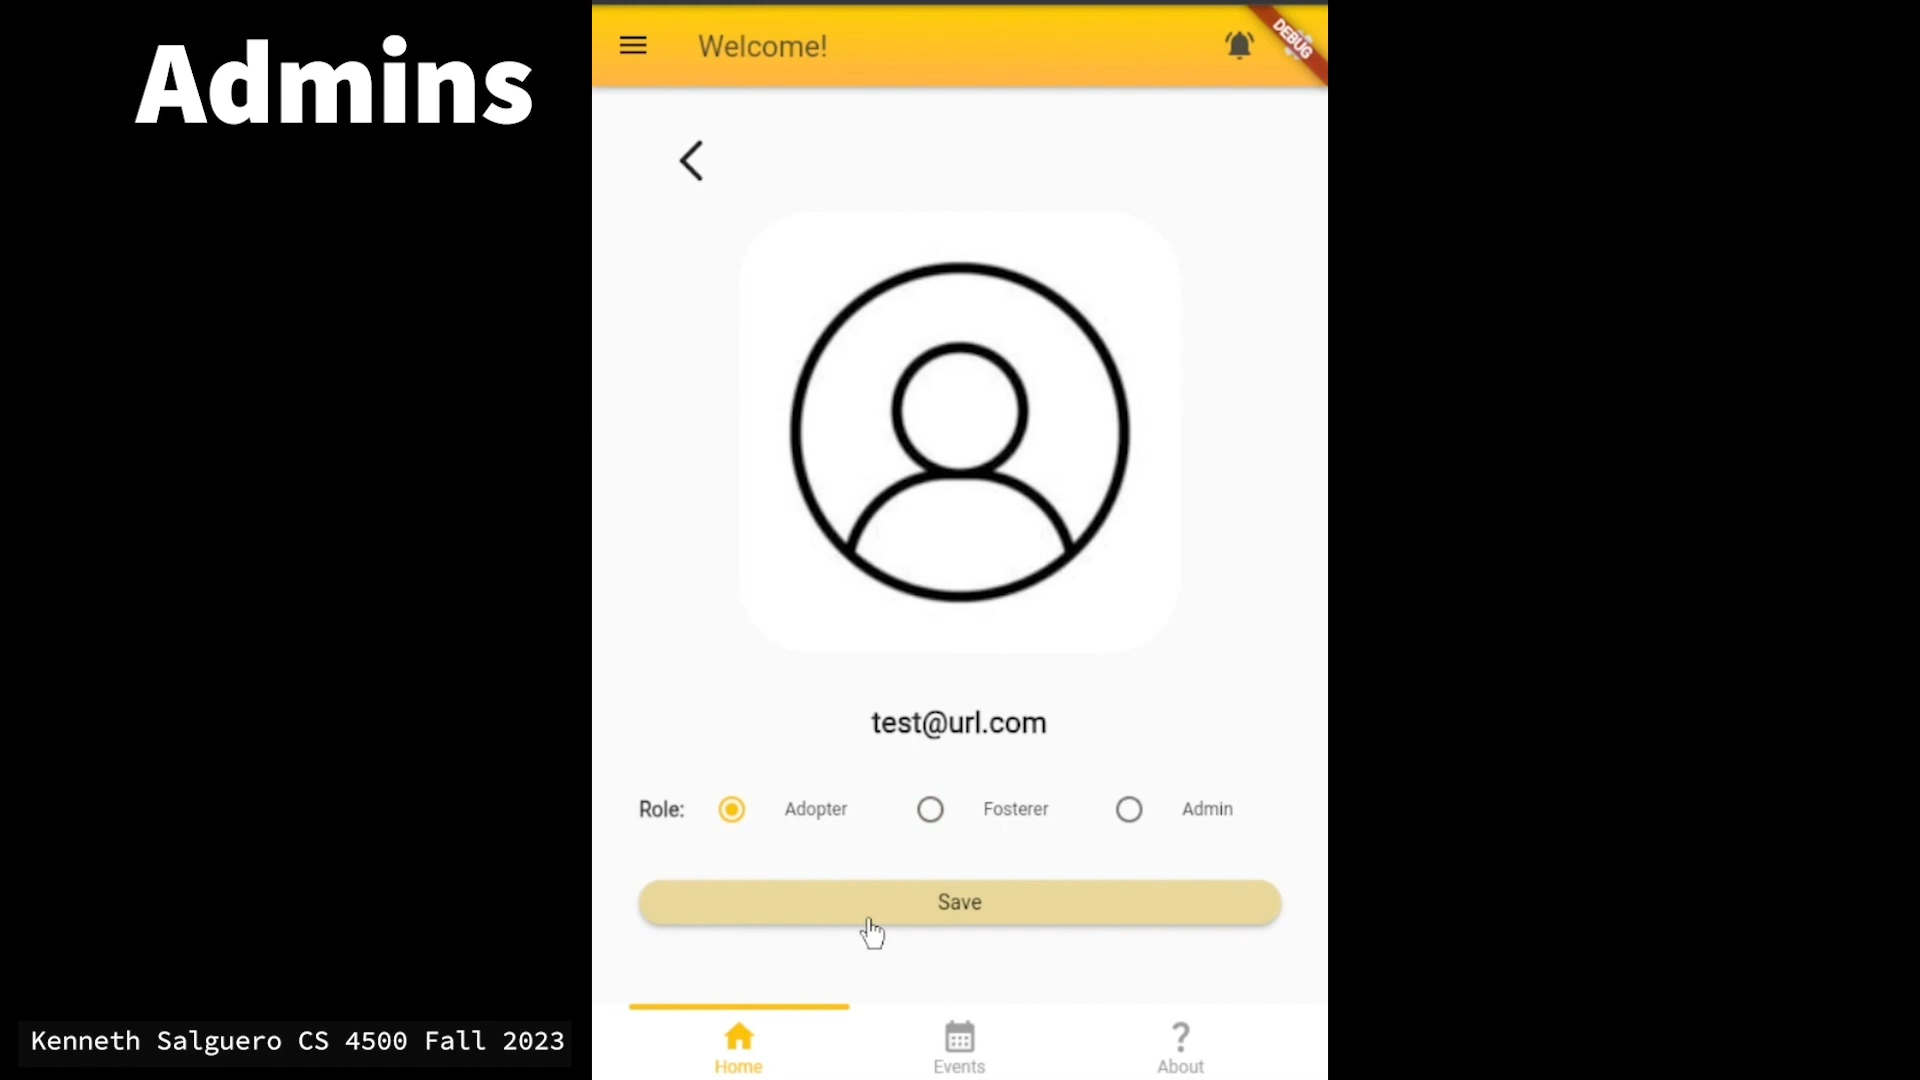 Admins
Welcome!
DEBUG
test@url.com
Role: Adopter Fosterer Admin
Save
Kenneth Salguero CS 4500 Fall 2023
Home Events About